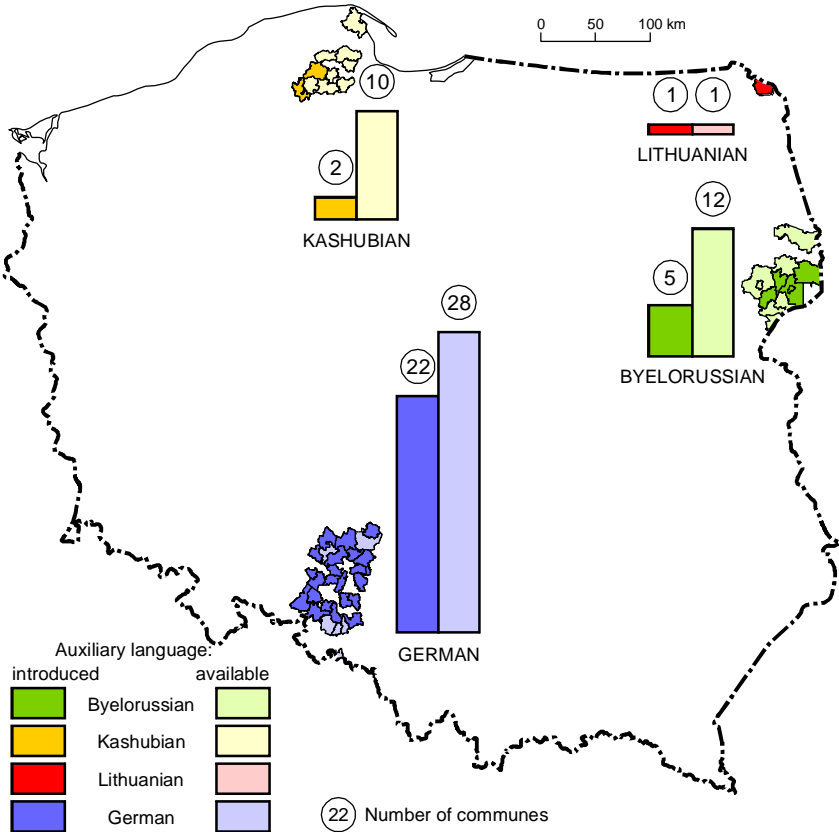 0 50 100 km
10
2
KASHUBIAN
1 1
LITHUANIAN
12
5
BYELORUSSIAN
28
22
GERMAN
Auxiliary language:
introduced available
Byelorussian
Kashubian
Lithuanian
German
22 Number of communes